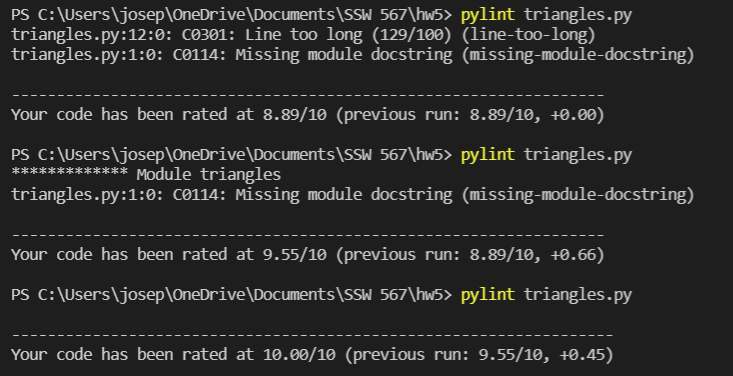 PS C:\Users\josep\OneDrive\Documents\SSW 567\hw5> pylint triangles.py
triangles.py:12:0: C0301: Line too long (129/100) (line-too-long)
triangles.py:1:0: C0114: Missing module docstring (missing-module-docstring)
------------------------------------------------------------------
Your code has been rated at 8.89/10 (previous run: 8.89/10, +0.00)
PS C:\Users\josep\OneDrive\Documents\SSW 567\hw5> pylint triangles.py
************* Module triangles
triangles.py:1:0: C0114: Missing module docstring (missing-module-docstring)
------------------------------------------------------------------
Your code has been rated at 9.55/10 (previous run: 8.89/10, +0.66)
PS C:\Users\josep\OneDrive\Documents\SSW 567\hw5> pylint triangles.py
-------------------------------------------------------------------
Your code has been rated at 10.00/10 (previous run: 9.55/10, +0.45)